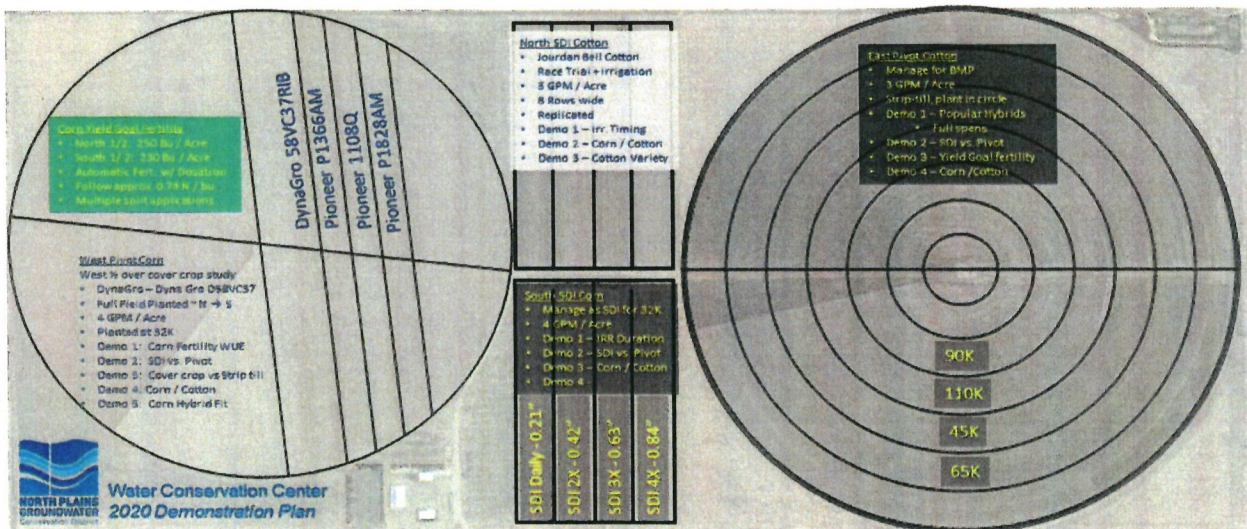 Corn Yield Goal Fertility
• North 1/2: 250 Bu / Acre
• South 1/2: 330 Bu / Acre
• Automatic Fert. w/ Dosatron
• Follow approx. 0.74 N / bu
• Multiple split applications
DynaGro 58VC37RIB
Pioneer P1366AM
Pioneer 1108Q
Pioneer P1828AM
West Pivot Corn
West ½ over cover crop study
• DynaGro – Dyna Gro D58VC37
• Full Field Planted ~ N → S
• 4 GPM / Acre
• Planted at 32K
• Demo 1: Corn Fertility WUE
• Demo 2: SDI vs. Pivot
• Demo 3: Cover crop vs Strip till
• Demo 4: Corn / Cotton
• Demo 5: Corn Hybrid Fit
NORTH PLAINS
GROUNDWATER
Conservation District
Water Conservation Center
2020 Demonstration Plan
North SDI Cotton
• Jourdan Bell Cotton
• Race Trial + irrigation
• 3 GPM / Acre
• 8 Rows wide
• Replicated
• Demo 1 – Irr. Timing
• Demo 2 – Corn / Cotton
• Demo 3 – Cotton Variety
South SDI Corn
• Manage as SDI for 32K
• 4 GPM / Acre
• Demo 1 – IRR Duration
• Demo 2 – SDI vs. Pivot
• Demo 3 – Corn / Cotton
• Demo 4
SDI Daily - 0.21"
SDI 2X - 0.42"
SDI 3X - 0.63"
SDI 4X - 0.84"
East Pivot Cotton
• Manage for BMP
• 3 GPM / Acre
• Strip-till, plant in circle
• Demo 1 – Popular Hybrids
• Full spans
• Demo 2 – SDI vs. Pivot
• Demo 3 – Yield Goal fertility
• Demo 4 – Corn /Cotton
90K
110K
45K
65K